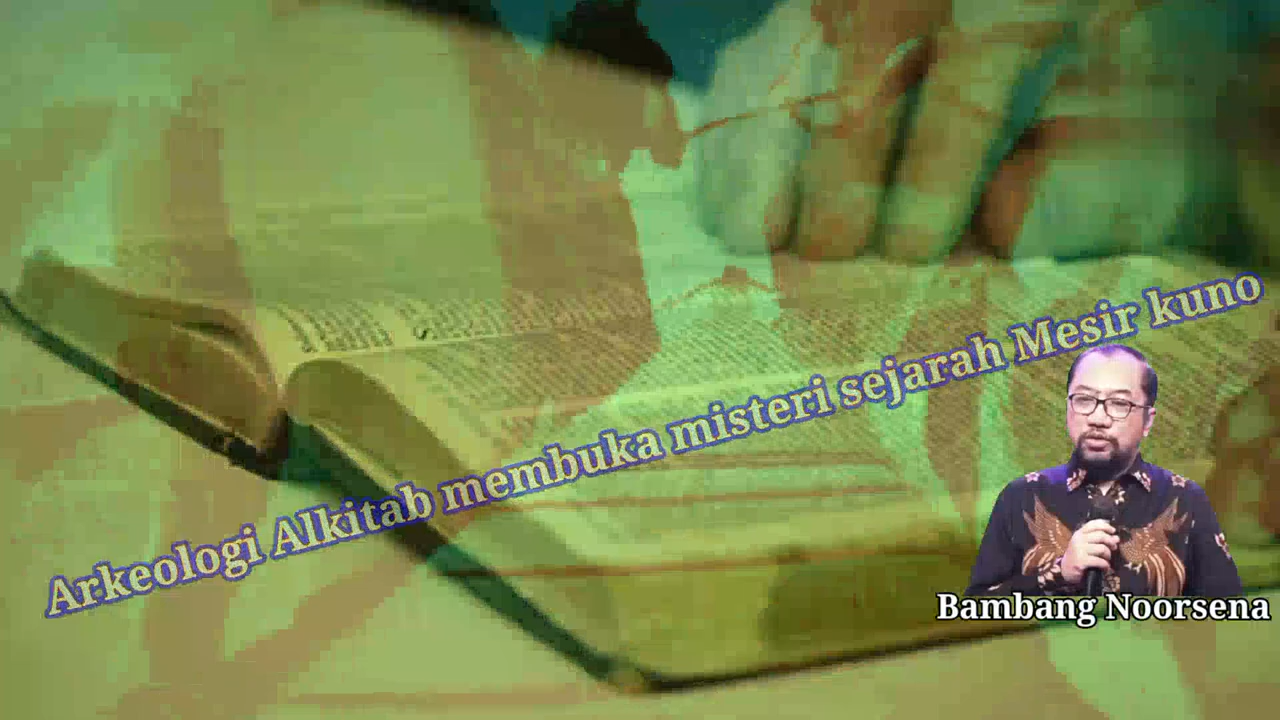 Arkeologi Alkitab membuka misteri sejarah Mesir kuno
Bambang Noorsena